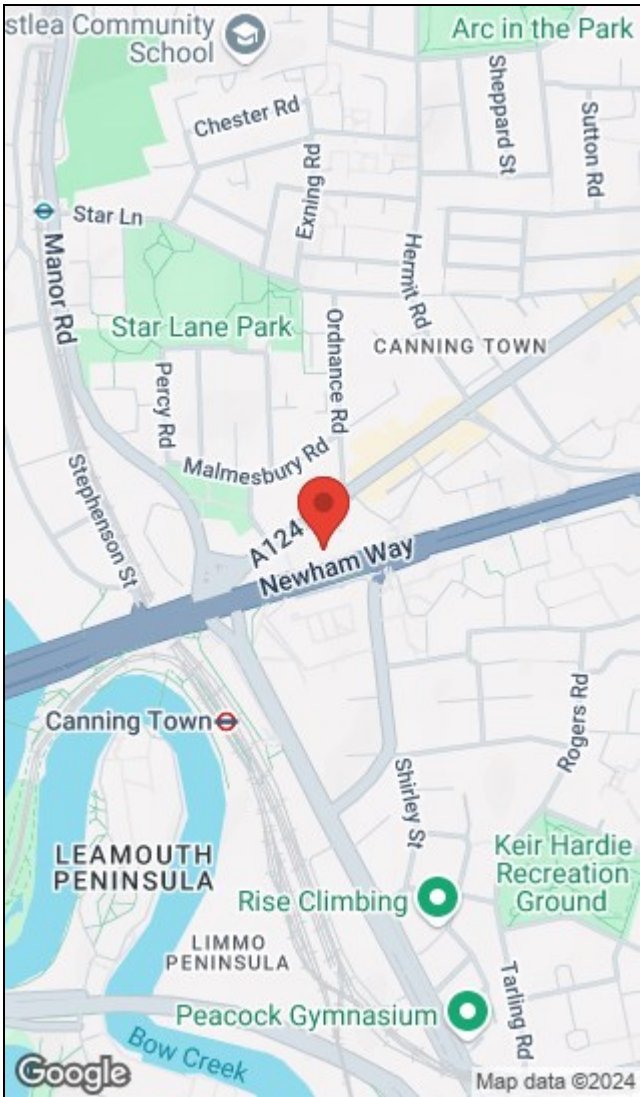 stlea Community
School
Arc in the Park
Chester Rd
Sheppard St
Sutton Rd
Exning Rd
Star Ln
Manor Rd
Hermit Rd
Star Lane Park
Ordnance Rd
CANNING TOWN
Percy Rd
Malmesbury Rd
Stephenson St
A124
Newham Way
Canning Town
Rogers Rd
Shirley St
LEAMOUTH
PENINSULA
Keir Hardie
Recreation
Ground
Rise Climbing
LIMMO
PENINSULA
Peacock Gymnasium
Tarling Rd
Bow Creek
Google
Map data ©2024